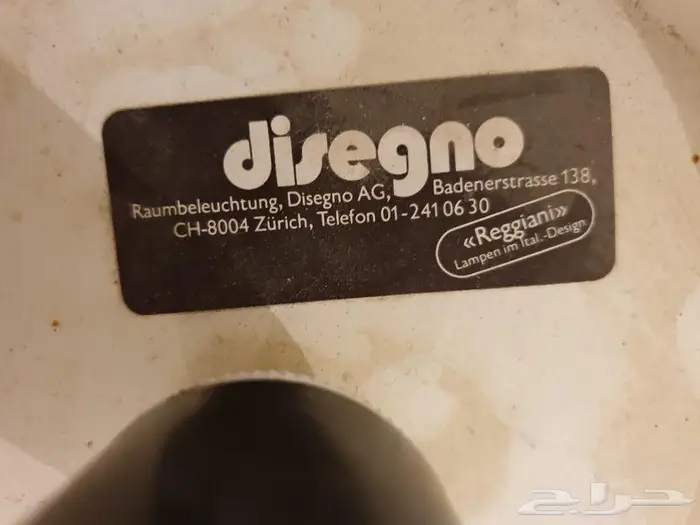 disegno
Raumbeleuchtung, Disegno AG, Badenerstrasse 138,
CH-8004 Zürich, Telefon 01-241 06 30
«Reggiani»
Lampen im Ital.-Design
حراج